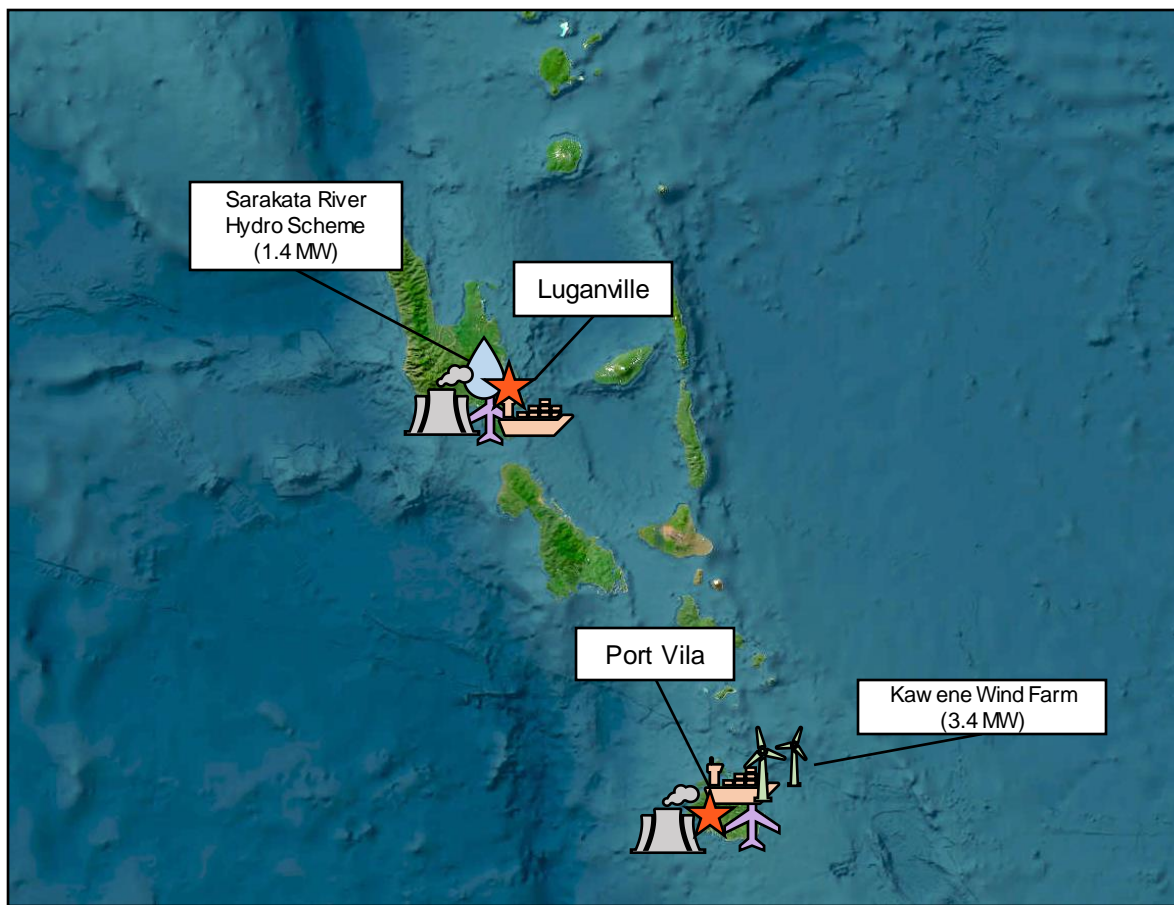 Sarakata River
Hydro Scheme
(1.4 MW)
Luganville
Port Vila
Kaw ene Wind Farm
(3.4 MW)